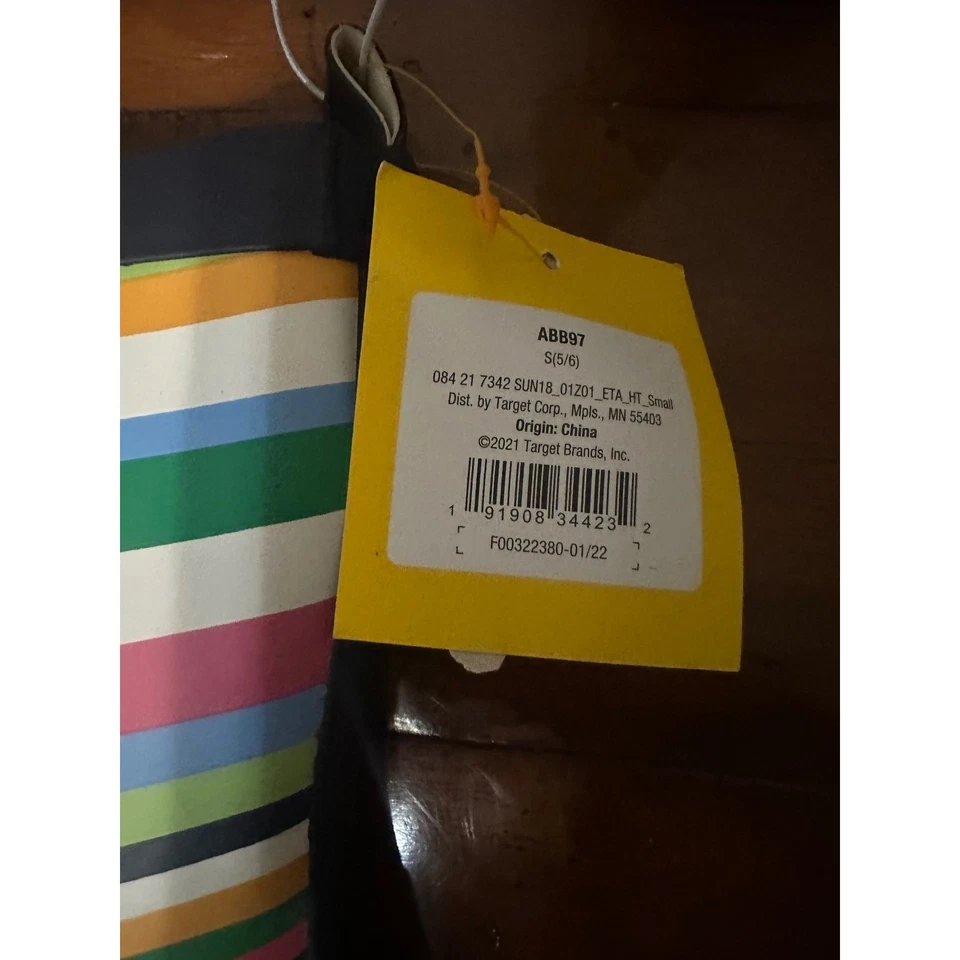 ABB97
S(5/6)
084 21 7342 SUN18_01Z01_ETA_HT_Small
Dist. by Target Corp., Mpls., MN 55403
Origin: China
©2021 Target Brands, Inc.
1 91908 34423 2
F00322380-01/22